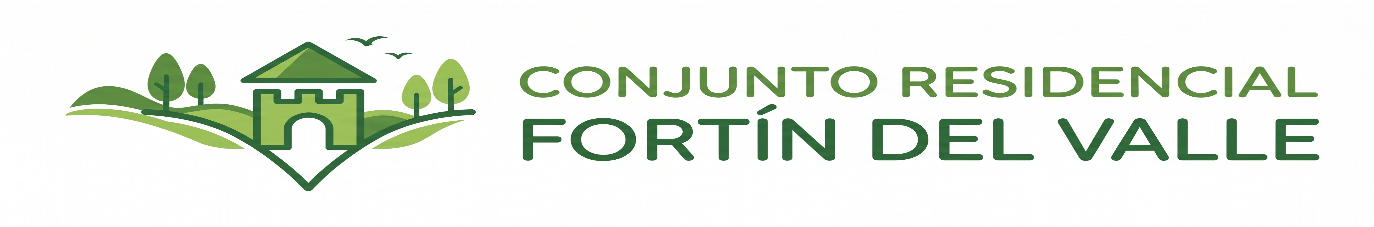 CONJUNTO RESIDENCIAL
FORTÍN DEL VALLE